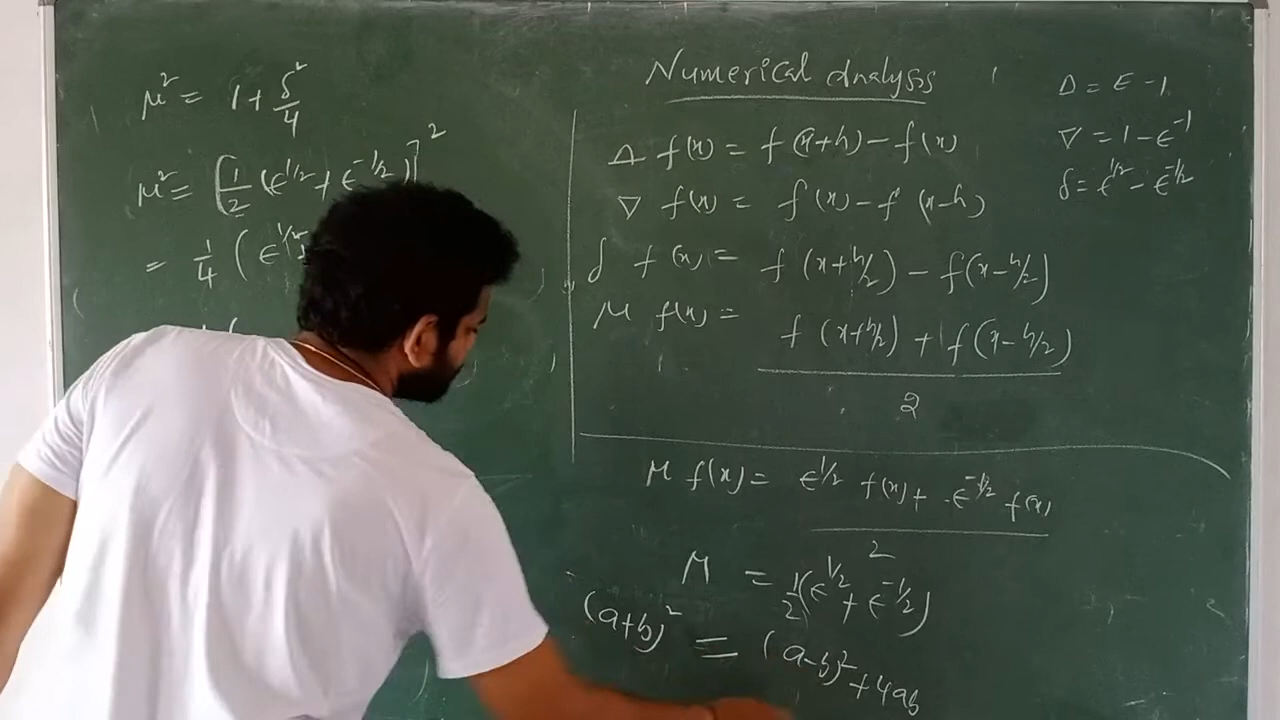 μ² = 1 + δ²/4
μ² = [1/2 (E^1/2 + E^-1/2)]²
= 1/4 ( E^1/2
Numerical Analysis
Δ f(x) = f(x+h) - f(x)
∇ f(x) = f(x) - f(x-h)
δ f(x) = f(x+h/2) - f(x-h/2)
μ f(x) = f(x+h/2) + f(x-h/2)
2
Δ = E - 1
∇ = 1 - E^-1
δ = E^1/2 - E^-1/2
μ f(x) = E^1/2 f(x) + E^-1/2 f(x)
2
μ = 1/2 (E^1/2 + E^-1/2)
(a+b)² = (a-b)² + 4ab